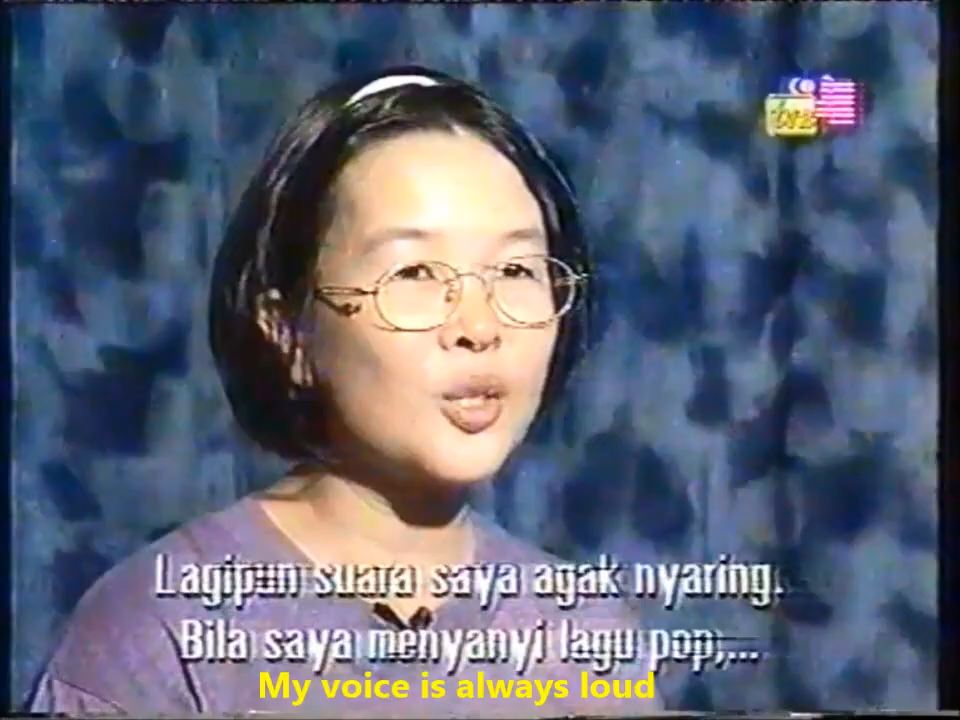 Lagipun suara saya agak nyaring.
Bila saya menyanyi lagu pop,...
My voice is always loud